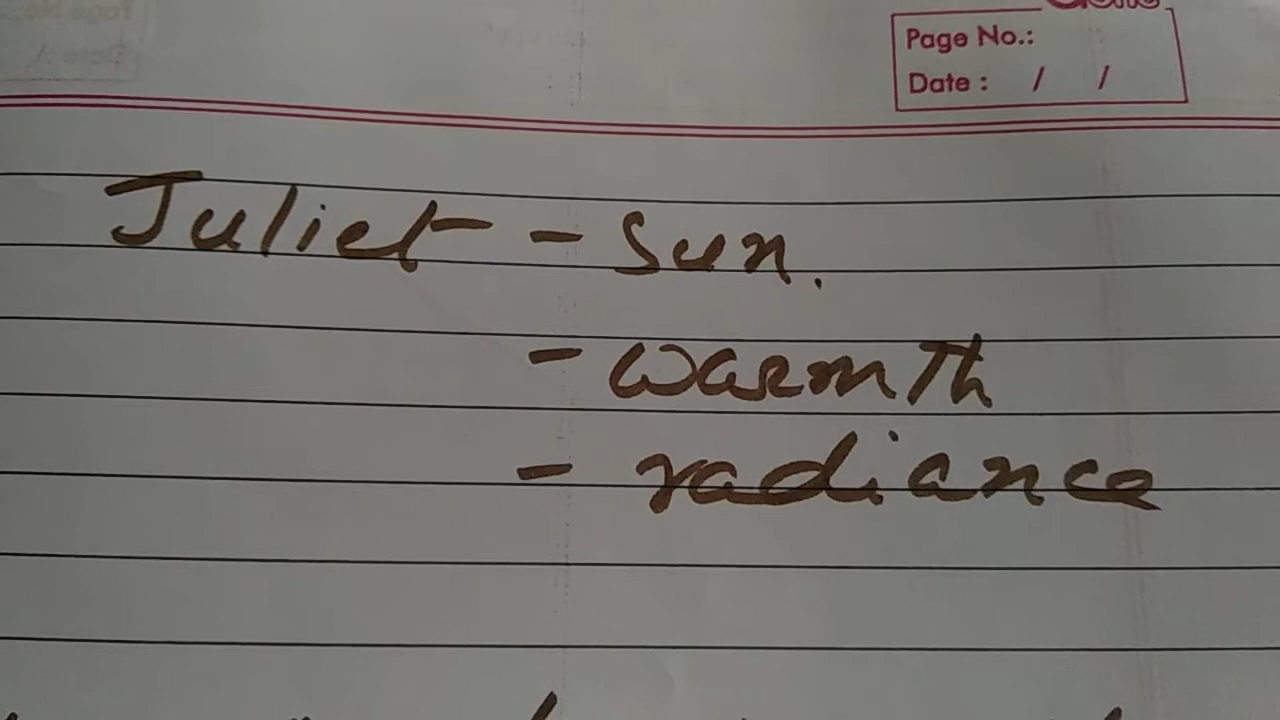 Page No.:
Date : / /
Juliet - Sun.
- warmth
- radiance